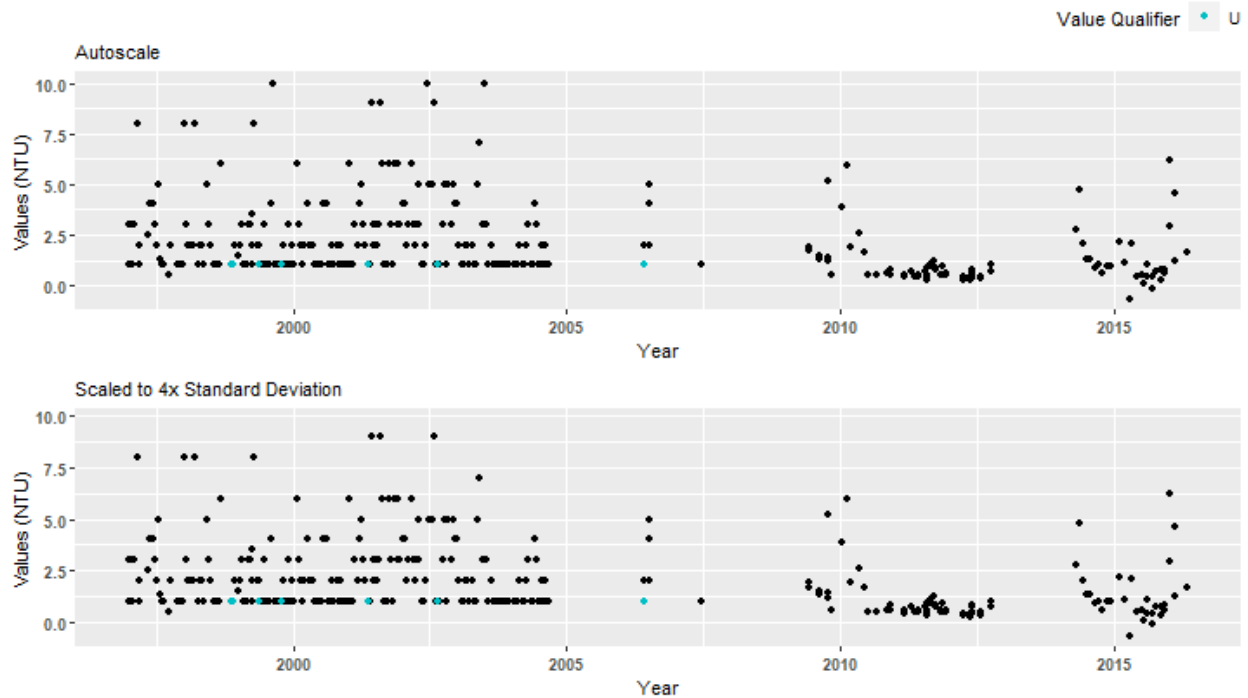 Value Qualifier U
Autoscale
Values (NTU)
10.0
7.5
5.0
2.5
0.0
2000 2005 2010 2015
Year
Scaled to 4x Standard Deviation
Values (NTU)
10.0
7.5
5.0
2.5
0.0
2000 2005 2010 2015
Year